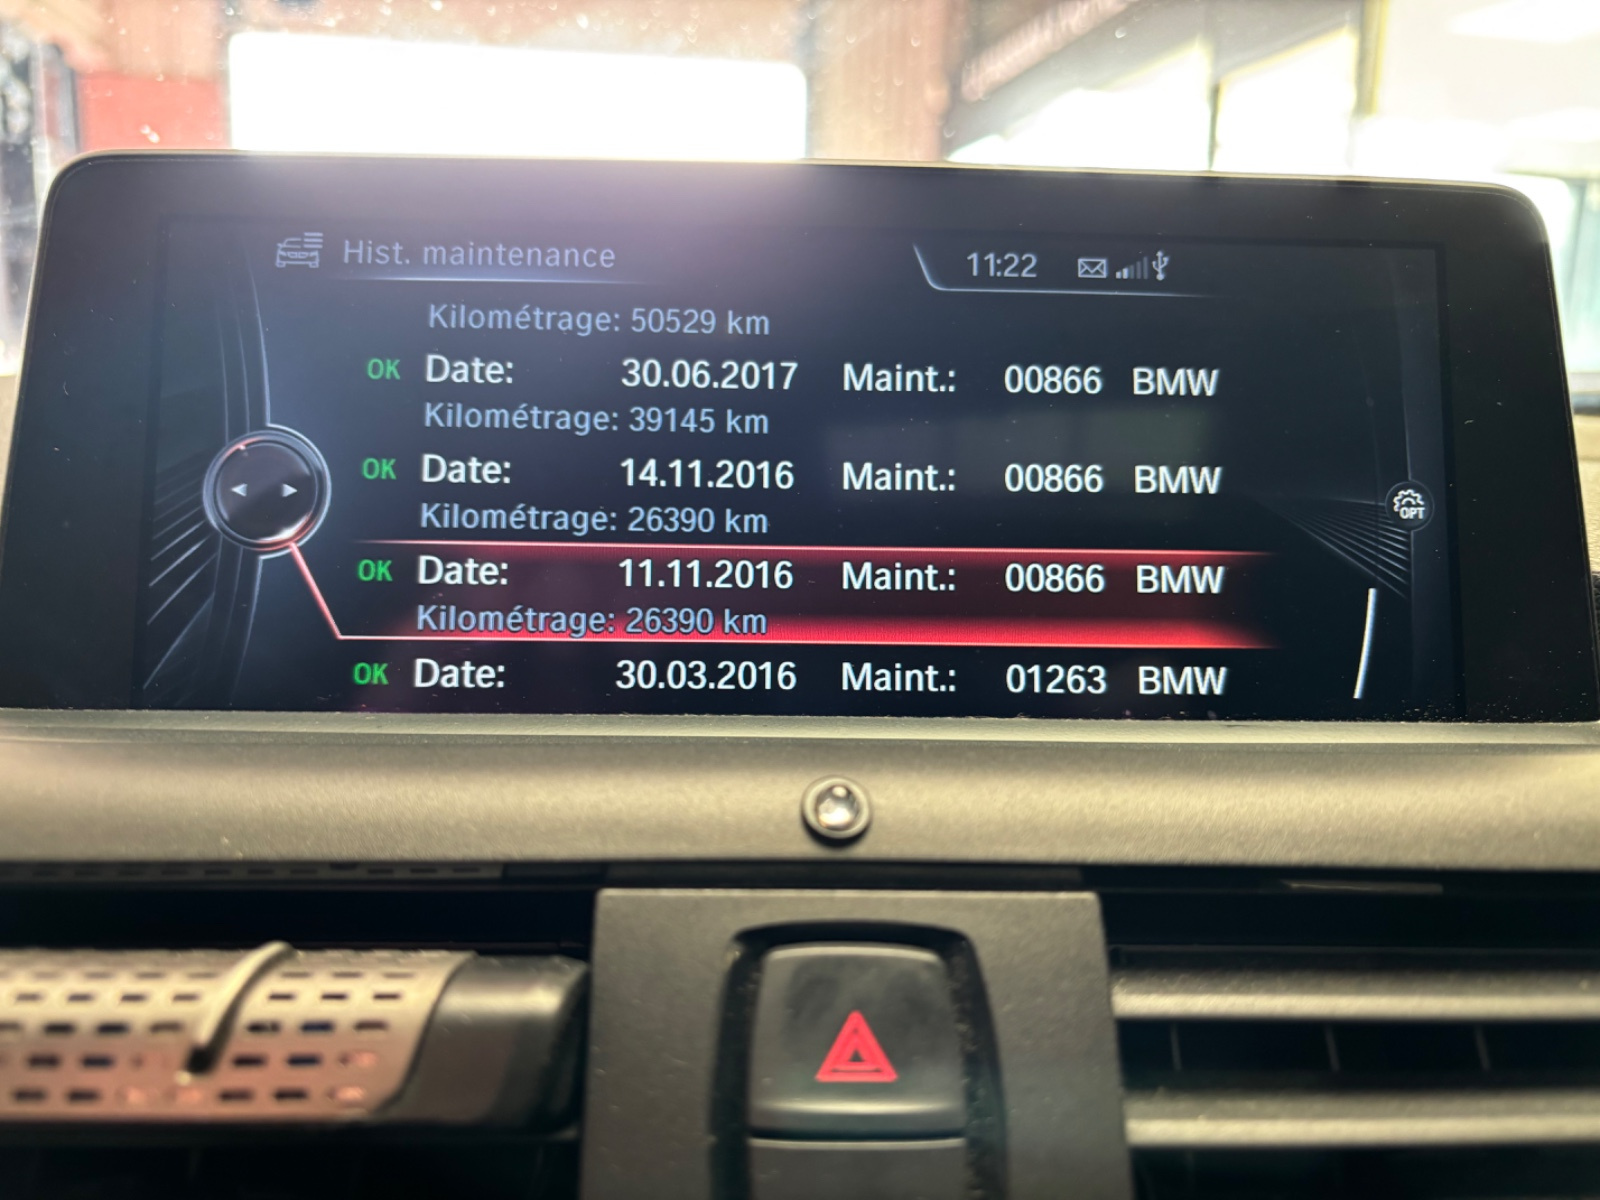 Hist. maintenance 11:22
Kilométrage: 50529 km
OK Date: 30.06.2017 Maint.: 00866 BMW
Kilométrage: 39145 km
OK Date: 14.11.2016 Maint.: 00866 BMW
Kilométrage: 26390 km
OPT
OK Date: 11.11.2016 Maint.: 00866 BMW
Kilométrage: 26390 km
OK Date: 30.03.2016 Maint.: 01263 BMW